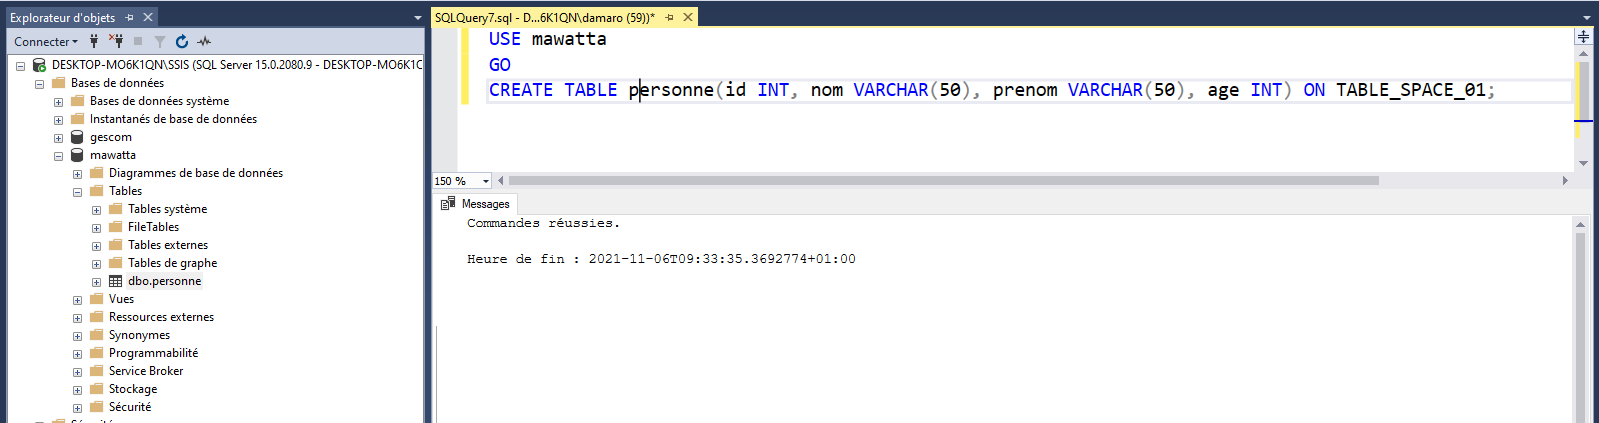 Explorateur d'objets
Connecter
DESKTOP-MO6K1QN\SSIS (SQL Server 15.0.2080.9 - DESKTOP-MO6K1C
Bases de données
Bases de données système
Instantanés de base de données
gescom
mawatta
Diagrammes de base de données
Tables
Tables système
FileTables
Tables externes
Tables de graphe
dbo.personne
Vues
Ressources externes
Synonymes
Programmabilité
Service Broker
Stockage
Sécurité
SQLQuery7.sql - D...6K1QN\damaro (59))*
USE mawatta
GO
CREATE TABLE personne(id INT, nom VARCHAR(50), prenom VARCHAR(50), age INT) ON TABLE_SPACE_01;
150 %
Messages
Commandes réussies.
Heure de fin : 2021-11-06T09:33:35.3692774+01:00